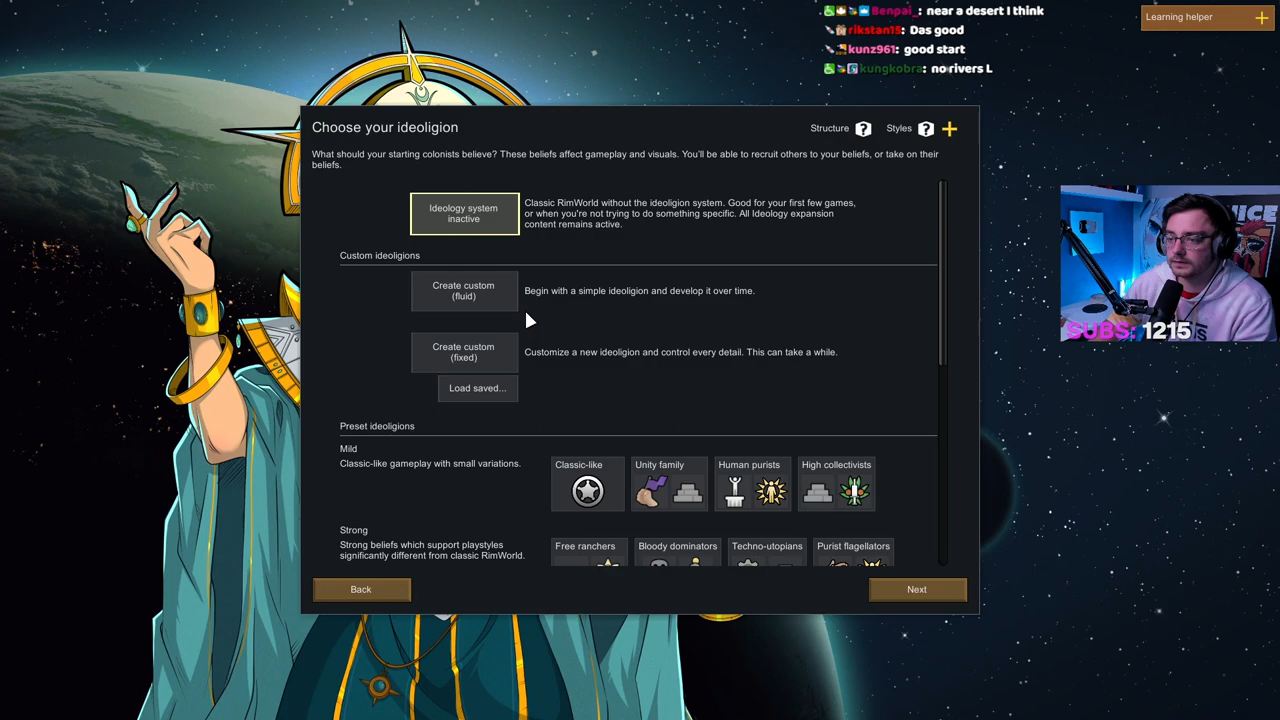 Benpai_: near a desert I think
rikstan15: Das good
kunz961: good start
kungkobra: no rivers L
Learning helper
Choose your ideoligion
Structure ?
Styles ?
What should your starting colonists believe? These beliefs affect gameplay and visuals. You'll be able to recruit others to your beliefs, or take on their
beliefs.
Ideology system
inactive
Classic RimWorld without the ideoligion system. Good for your first few games,
or when you're not trying to do something specific. All Ideology expansion
content remains active.
Custom ideoligions
Create custom
(fluid)
Begin with a simple ideoligion and develop it over time.
Create custom
(fixed)
Customize a new ideoligion and control every detail. This can take a while.
Load saved...
Preset ideoligions
Mild
Classic-like gameplay with small variations.
Classic-like
Unity family
Human purists
High collectivists
Strong
Strong beliefs which support playstyles
significantly different from classic RimWorld.
Free ranchers
Bloody dominators
Techno-utopians
Purist flagellators
Back
Next
SUBS: 1215